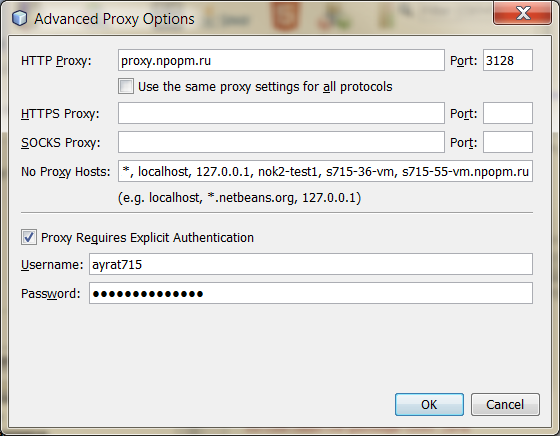 Advanced Proxy Options
HTTP Proxy: proxy.npopm.ru Port: 3128
Use the same proxy settings for all protocols
HTTPS Proxy: Port:
SOCKS Proxy: Port:
No Proxy Hosts: *, localhost, 127.0.0.1, nok2-test1, s715-36-vm, s715-55-vm.npopm.ru
(e.g. localhost, *.netbeans.org, 127.0.0.1)
Proxy Requires Explicit Authentication
Username: ayrat715
Password: ●●●●●●●●●●●●●●
OK Cancel